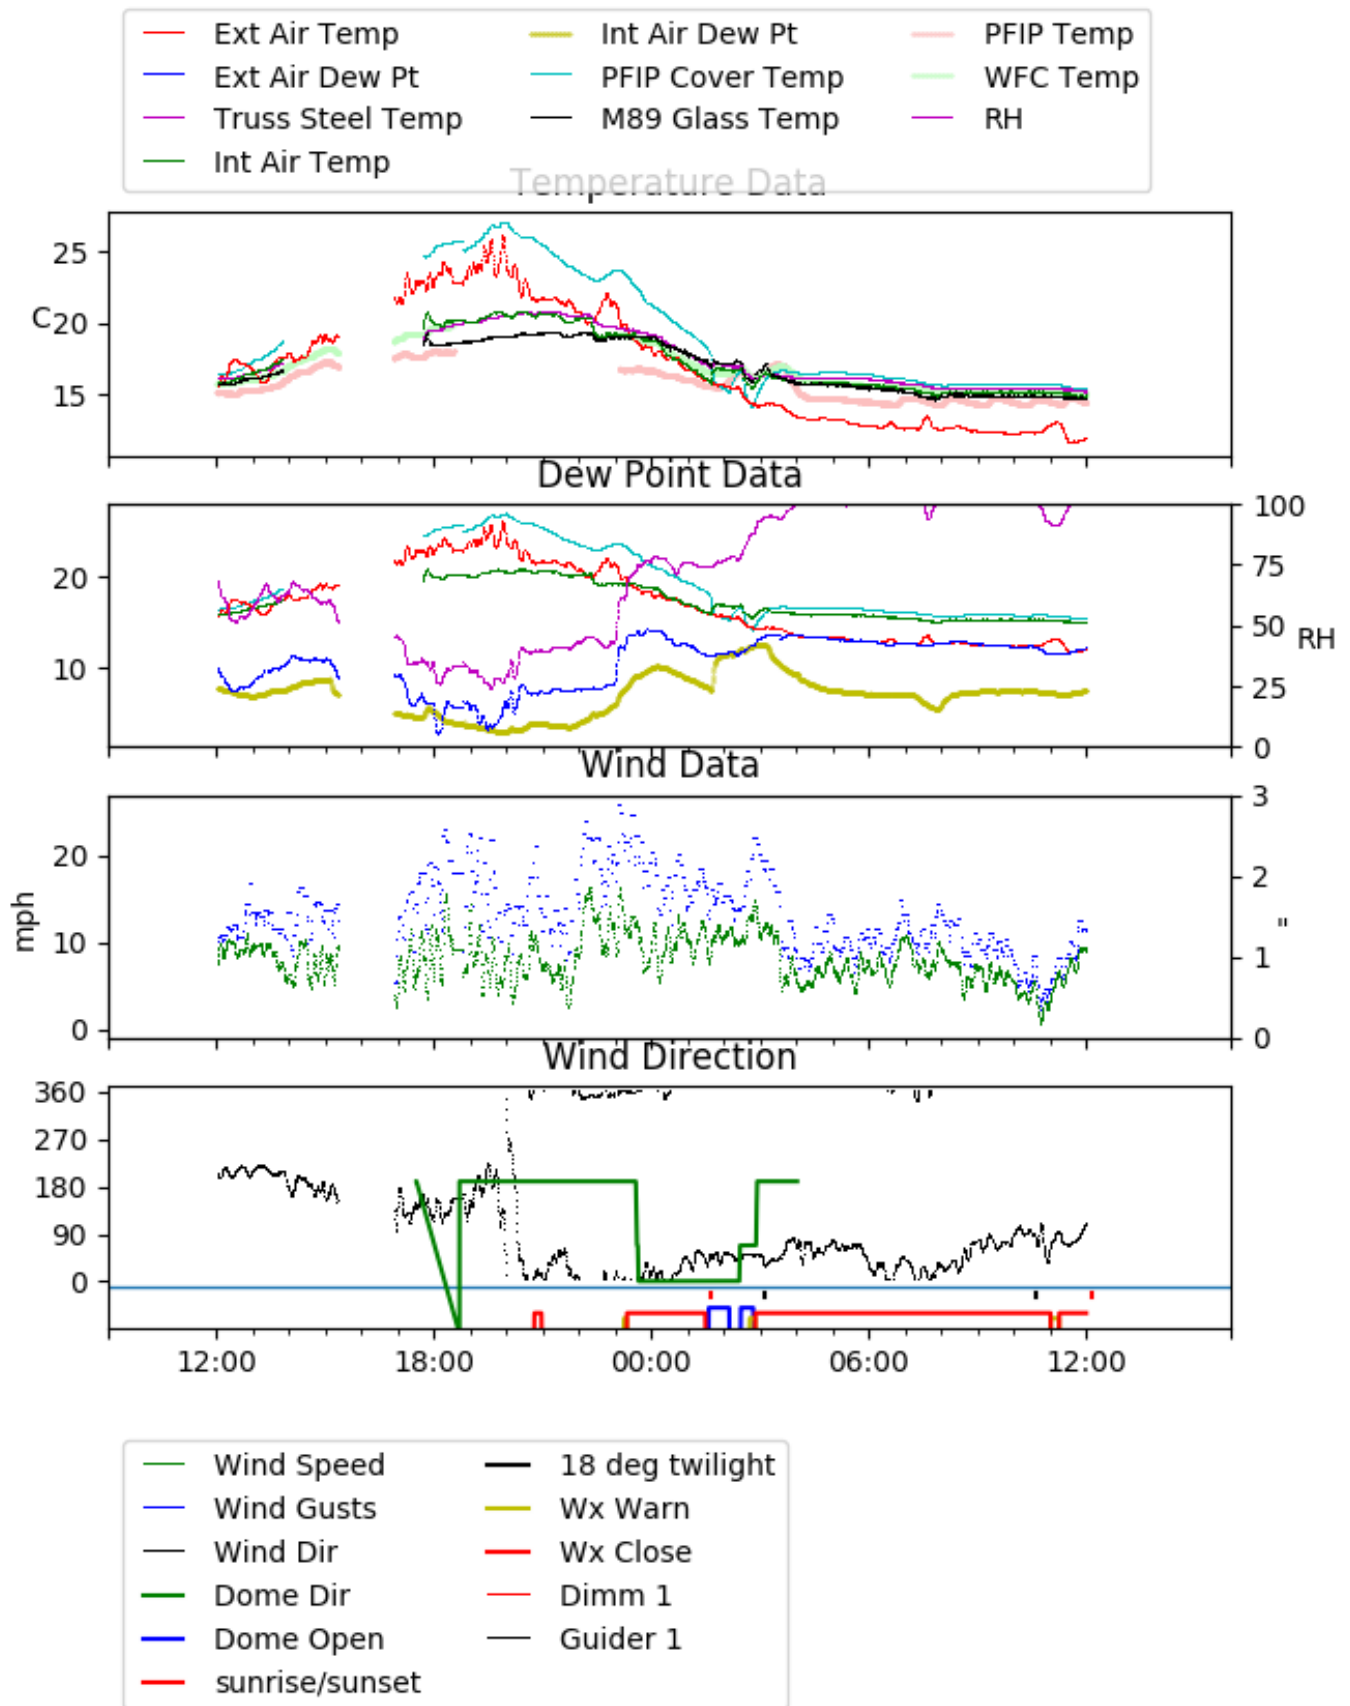 Ext Air Temp Int Air Dew Pt PFIP Temp
Ext Air Dew Pt PFIP Cover Temp WFC Temp
Truss Steel Temp M89 Glass Temp RH
Int Air Temp
Temperature Data
25
C 20
15
Dew Point Data
100
20 75
50
RH
10
25
0
Wind Data
3
20
2
mph
10 "
1
0 0
Wind Direction
360
270
180
90
0
12:00 18:00 00:00 06:00 12:00
Wind Speed 18 deg twilight
Wind Gusts Wx Warn
Wind Dir Wx Close
Dome Dir Dimm 1
Dome Open Guider 1
sunrise/sunset